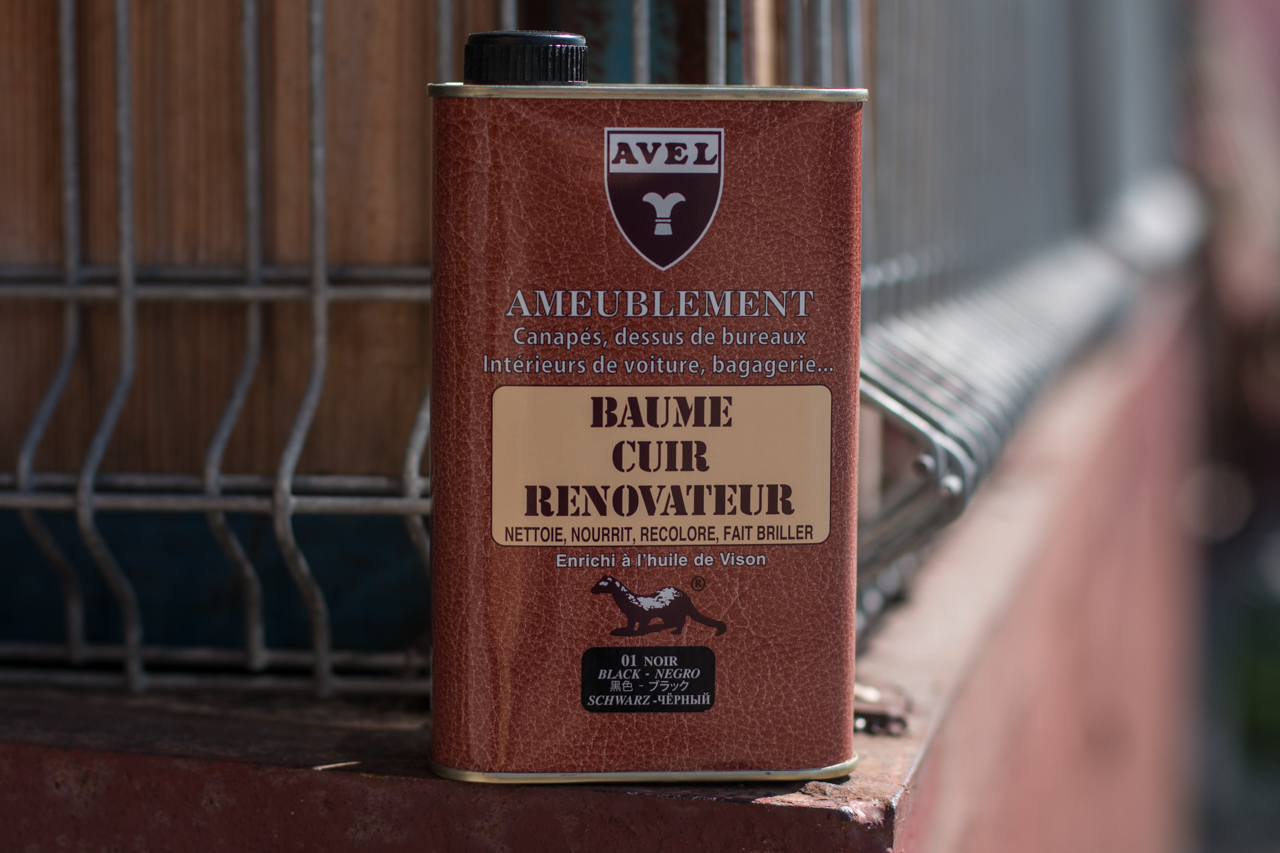 AVEL
AMEUBLEMENT
Canapés, dessus de bureaux
Intérieurs de voiture, bagagerie...
BAUME
CUIR
RENOVATEUR
NETTOIE, NOURRIT, RECOLORE, FAIT BRILLER
Enrichi à l'huile de Vison
®
01 NOIR
BLACK - NEGRO
黒色 - ブラック
SCHWARZ - ЧЁРНЫЙ